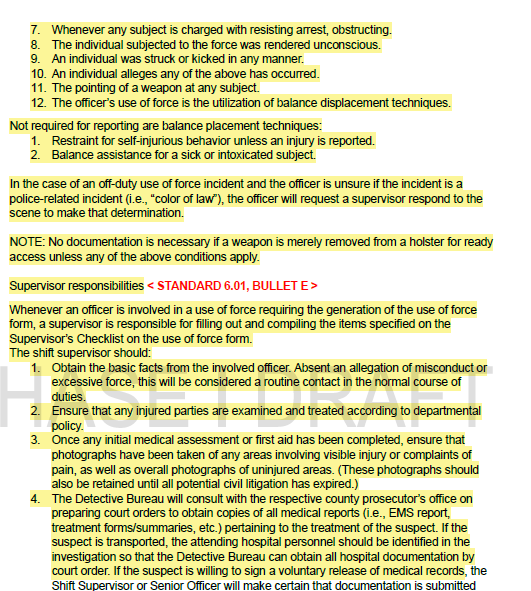 7. Whenever any subject is charged with resisting arrest, obstructing.
8. The individual subjected to the force was rendered unconscious.
9. An individual was struck or kicked in any manner.
10. An individual alleges any of the above has occurred.
11. The pointing of a weapon at any subject.
12. The officer's use of force is the utilization of balance displacement techniques.
Not required for reporting are balance placement techniques:
1. Restraint for self-injurious behavior unless an injury is reported.
2. Balance assistance for a sick or intoxicated subject.
In the case of an off-duty use of force incident and the officer is unsure if the incident is a
police-related incident (i.e., “color of law”), the officer will request a supervisor respond to the
scene to make that determination.
NOTE: No documentation is necessary if a weapon is merely removed from a holster for ready
access unless any of the above conditions apply.
Supervisor responsibilities < STANDARD 6.01, BULLET E >
Whenever an officer is involved in a use of force requiring the generation of the use of force
form, a supervisor is responsible for filling out and compiling the items specified on the
Supervisor's Checklist on the use of force form.
The shift supervisor should:
1. Obtain the basic facts from the involved officer. Absent an allegation of misconduct or
excessive force, this will be considered a routine contact in the normal course of
duties.
2. Ensure that any injured parties are examined and treated according to departmental
policy.
3. Once any initial medical assessment or first aid has been completed, ensure that
photographs have been taken of any areas involving visible injury or complaints of
pain, as well as overall photographs of uninjured areas. (These photographs should
also be retained until all potential civil litigation has expired.)
4. The Detective Bureau will consult with the respective county prosecutor's office on
preparing court orders to obtain copies of all medical reports (i.e., EMS report,
treatment forms/summaries, etc.) pertaining to the treatment of the suspect. If the
suspect is transported, the attending hospital personnel should be identified in the
investigation so that the Detective Bureau can obtain all hospital documentation by
court order. If the suspect is willing to sign a voluntary release of medical records, the
Shift Supervisor or Senior Officer will make certain that documentation is submitted
HASE I DRAFT